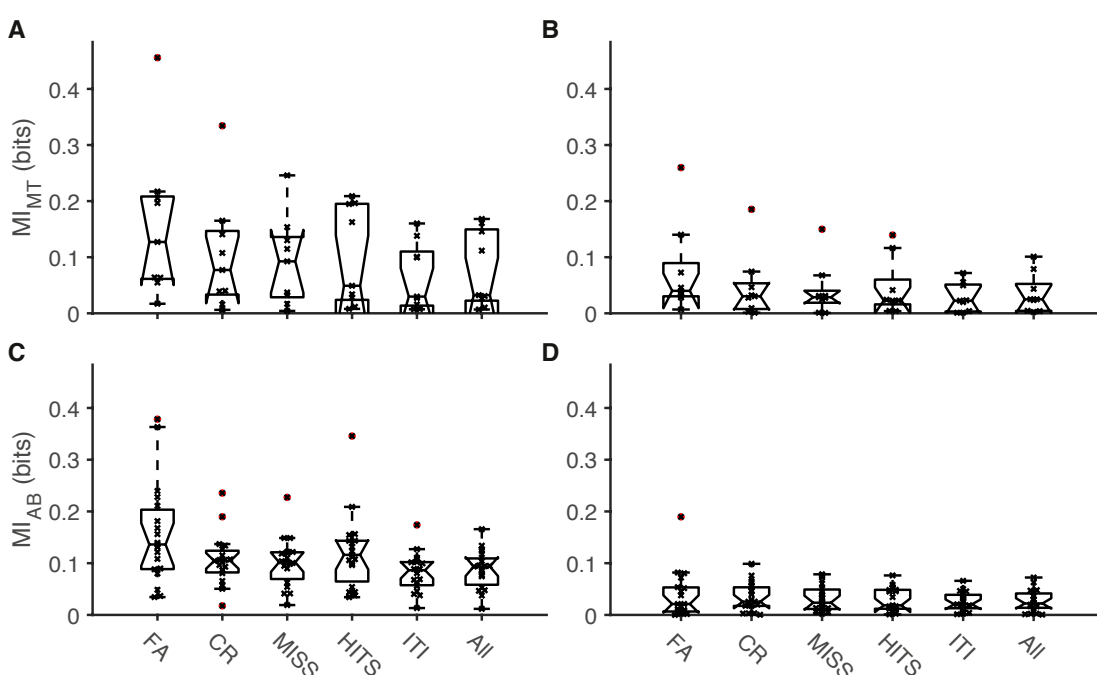 A
B
0.4
0.3
0.2
0.1
0
MI_MT (bits)
0.4
0.3
0.2
0.1
0
C
D
0.4
0.3
0.2
0.1
0
MI_AB (bits)
0.4
0.3
0.2
0.1
0
FA
CR
MISS
HITS
ITI
All
FA
CR
MISS
HITS
ITI
All